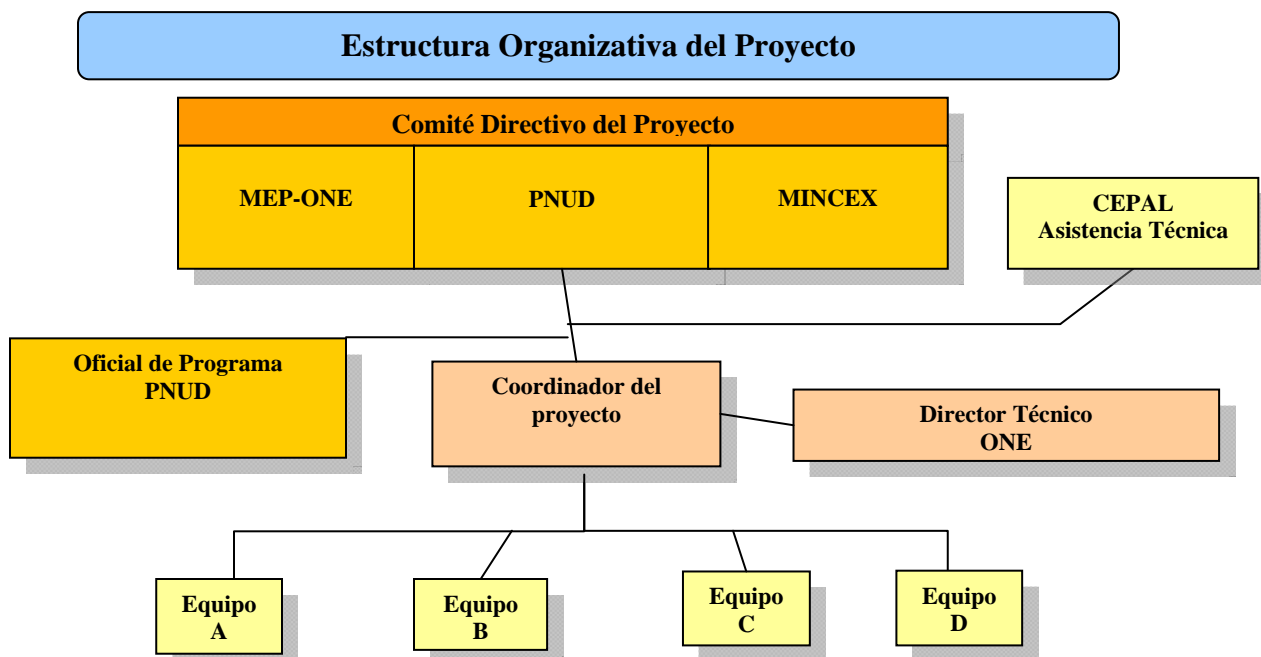 Estructura Organizativa del Proyecto
Comité Directivo del Proyecto
MEP-ONE
PNUD
MINCEX
CEPAL
Asistencia Técnica
Oficial de Programa
PNUD
Coordinador del
proyecto
Director Técnico
ONE
Equipo
A
Equipo
B
Equipo
C
Equipo
D